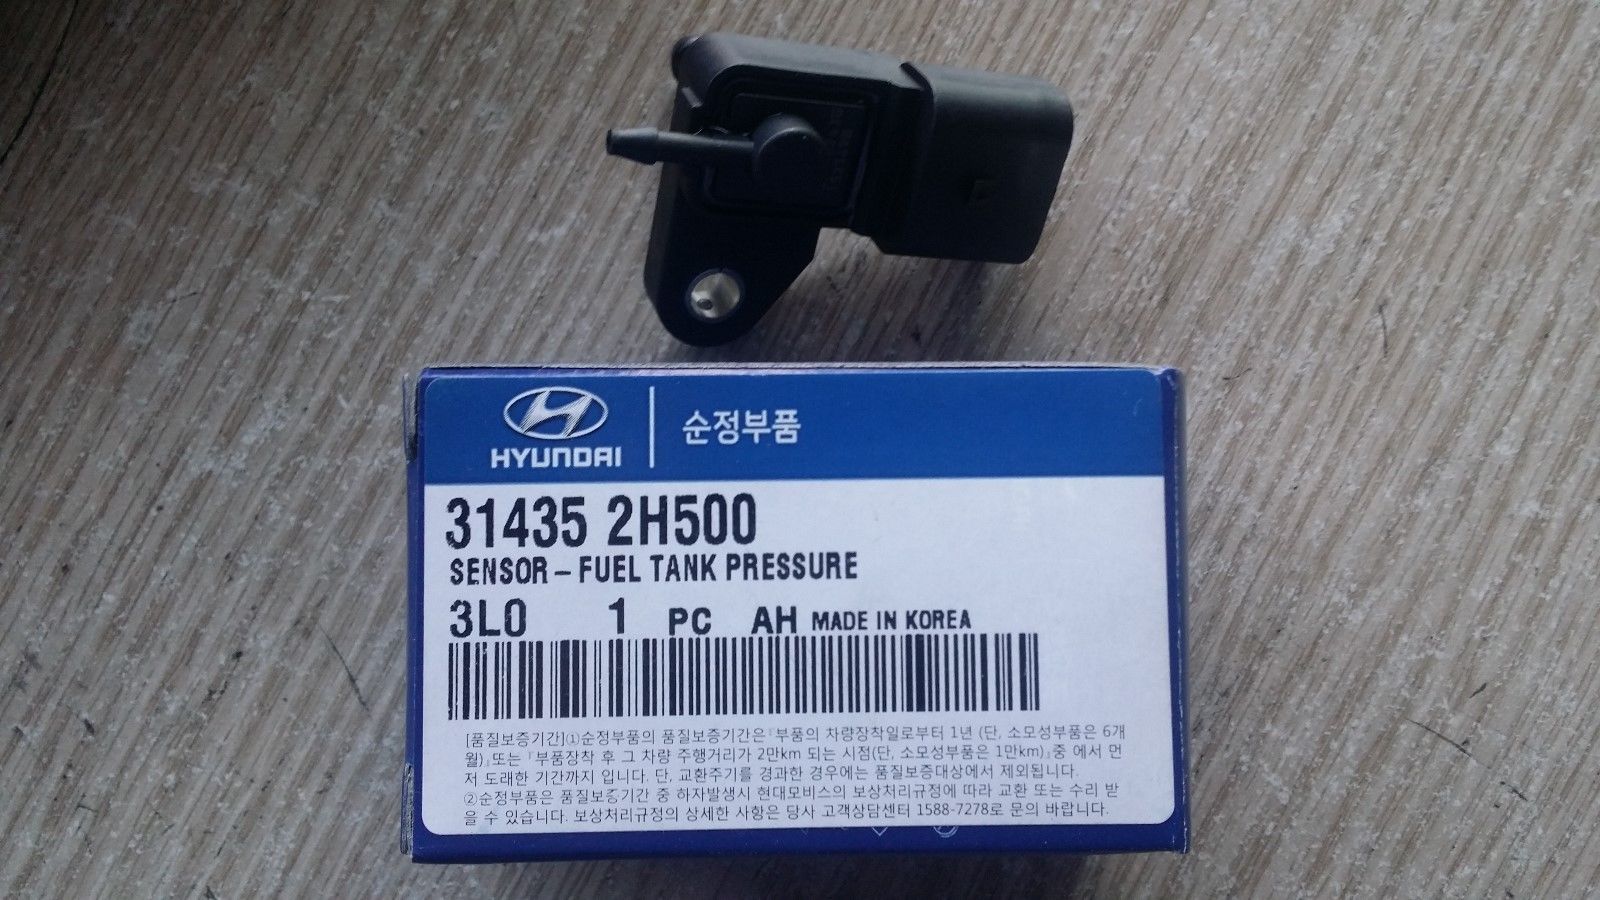 HYUNDAI
순정부품
31435 2H500
SENSOR - FUEL TANK PRESSURE
3L0 1 PC AH MADE IN KOREA
[품질보증기간]①순정부품의 품질보증기간은『부품의 차량장착일로부터 1년 (단, 소모성부품은 6개
월)』또는 『부품장착 후 그 차량 주행거리가 2만km 되는 시점(단, 소모성부품은 1만km)』중 에서 먼
저 도래한 기간까지 입니다. 단, 교환주기를 경과한 경우에는 품질보증대상에서 제외됩니다.
②순정부품은 품질보증기간 중 하자발생시 현대모비스의 보상처리규정에 따라 교환 또는 수리 받
을 수 있습니다. 보상처리규정의 상세한 사항은 당사 고객상담센터 1588-7278로 문의 바랍니다.